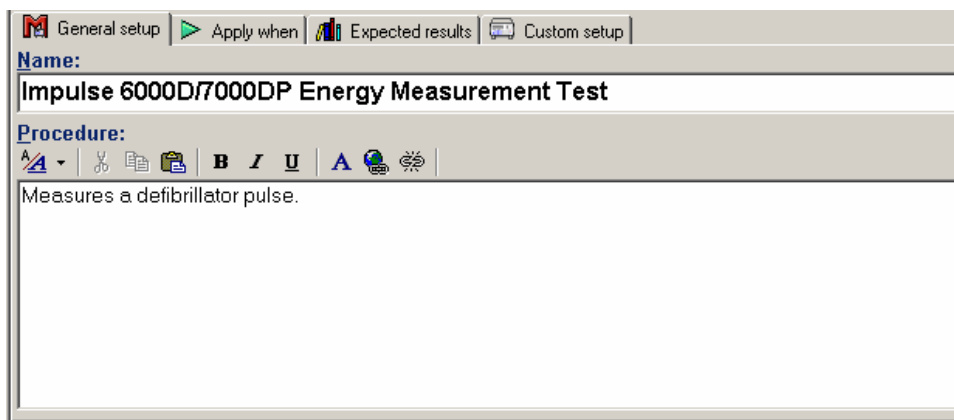 General setup Apply when Expected results Custom setup
Name:
Impulse 6000D/7000DP Energy Measurement Test
Procedure:
A/A B I U A
Measures a defibrillator pulse.